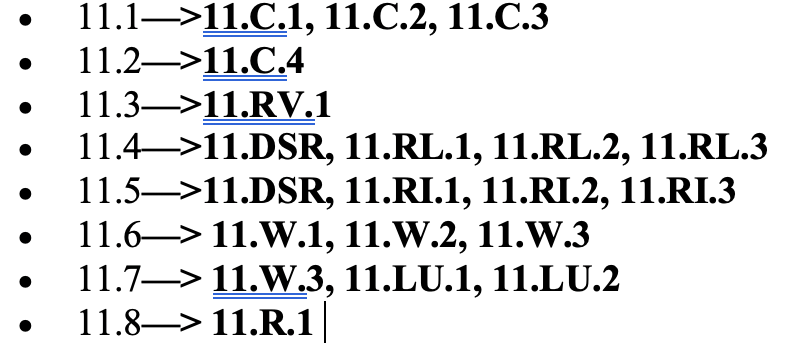 • 11.1—>11.C.1, 11.C.2, 11.C.3
• 11.2—>11.C.4
• 11.3—>11.RV.1
• 11.4—>11.DSR, 11.RL.1, 11.RL.2, 11.RL.3
• 11.5—>11.DSR, 11.RI.1, 11.RI.2, 11.RI.3
• 11.6—> 11.W.1, 11.W.2, 11.W.3
• 11.7—> 11.W.3, 11.LU.1, 11.LU.2
• 11.8—> 11.R.1